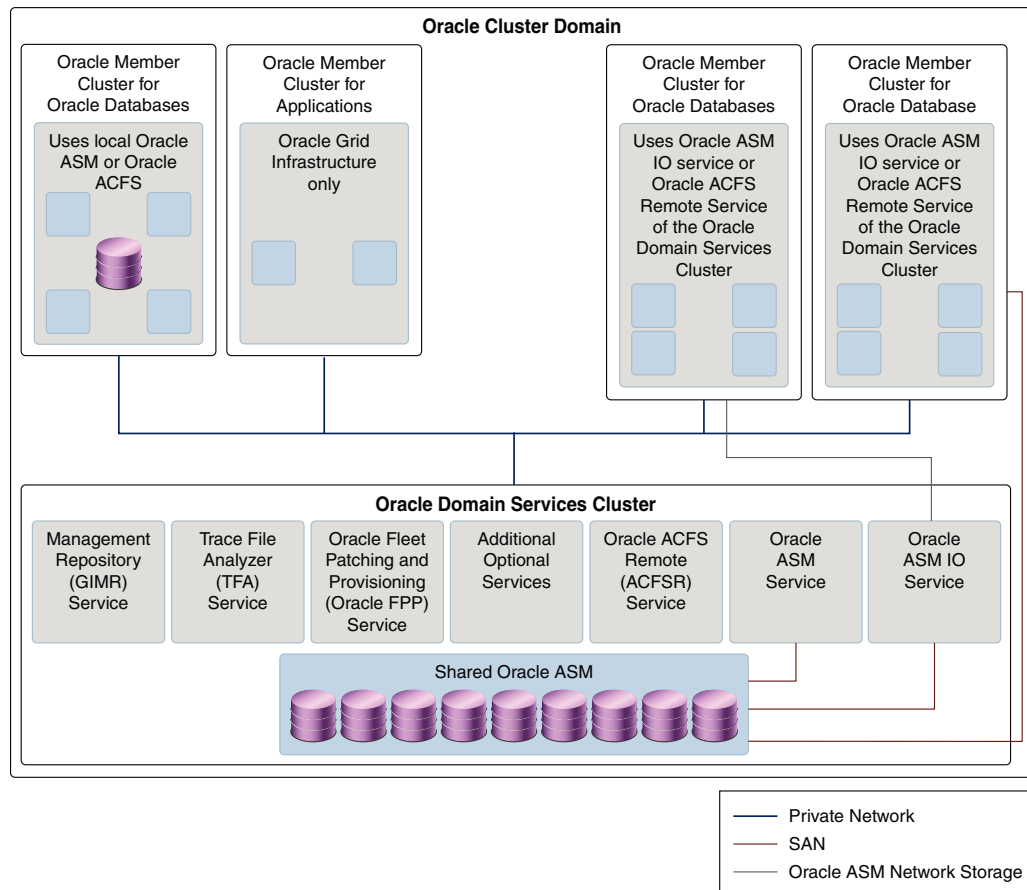 Oracle Cluster Domain
Oracle Member
Cluster for
Oracle Databases
Uses local Oracle
ASM or Oracle
ACFS
Oracle Member
Cluster for
Applications
Oracle Grid
Infrastructure
only
Oracle Member
Cluster for
Oracle Databases
Uses Oracle ASM
IO service or
Oracle ACFS
Remote Service
of the Oracle
Domain Services
Cluster
Oracle Member
Cluster for
Oracle Database
Uses Oracle ASM
IO service or
Oracle ACFS
Remote Service
of the Oracle
Domain Services
Cluster
Oracle Domain Services Cluster
Management
Repository
(GIMR)
Service
Trace File
Analyzer
(TFA)
Service
Oracle Fleet
Patching and
Provisioning
(Oracle FPP)
Service
Additional
Optional
Services
Oracle ACFS
Remote
(ACFSR)
Service
Oracle
ASM
Service
Oracle
ASM IO
Service
Shared Oracle ASM
Private Network
SAN
Oracle ASM Network Storage